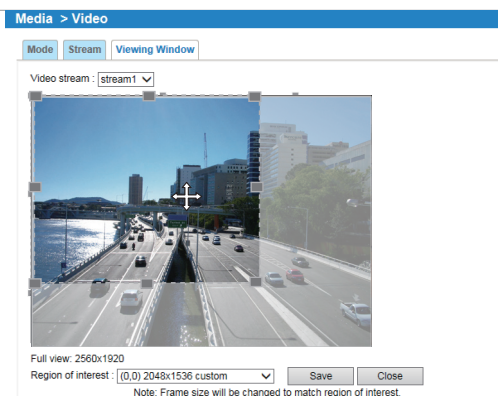 Media > Video
Mode Stream Viewing Window
Video stream : stream1
Full view: 2560x1920
Region of interest : (0,0) 2048x1536 custom Save Close
Note: Frame size will be changed to match region of interest.